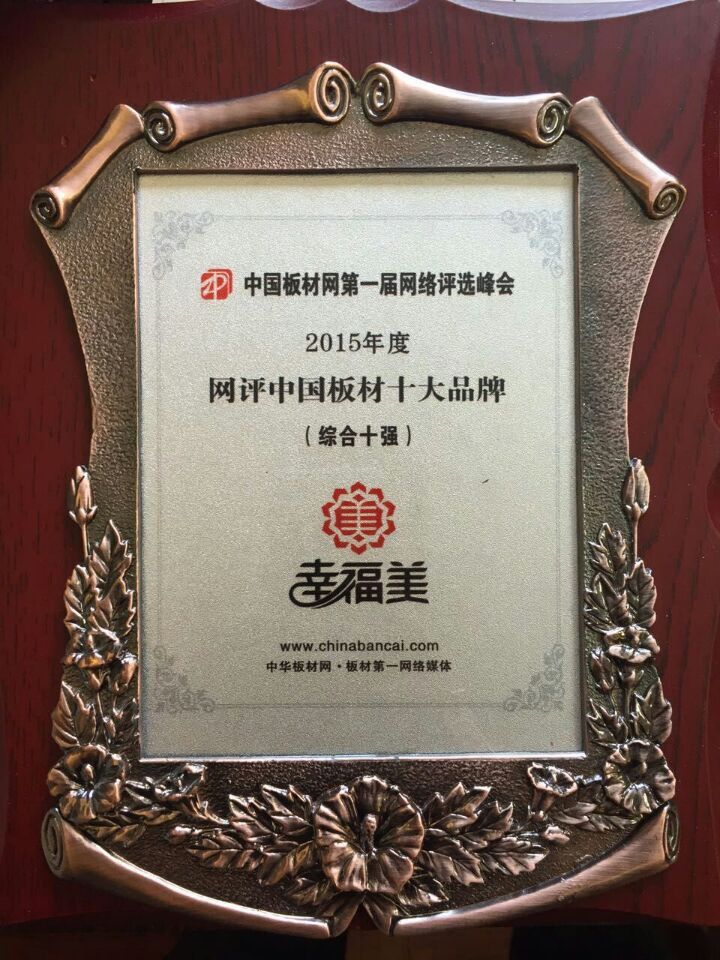 中国板材网第一届网络评选峰会
2015年度
网评中国板材十大品牌
（综合十强）
美
幸福美
www.chinabancai.com
中华板材网·板材第一网络媒体